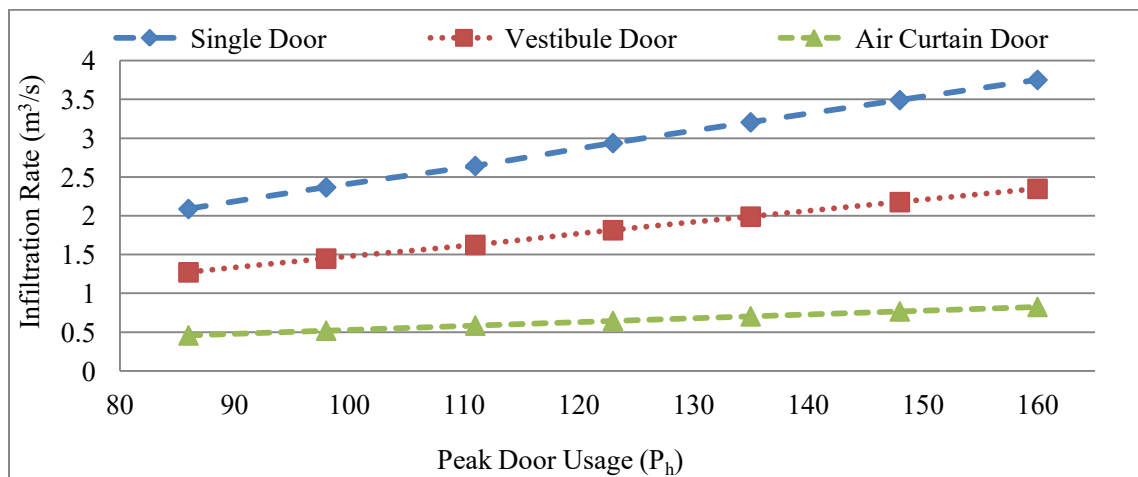 Single Door Vestibule Door Air Curtain Door
Infiltration Rate (m³/s)
4
3.5
3
2.5
2
1.5
1
0.5
0
80 90 100 110 120 130 140 150 160
Peak Door Usage (Pₕ)